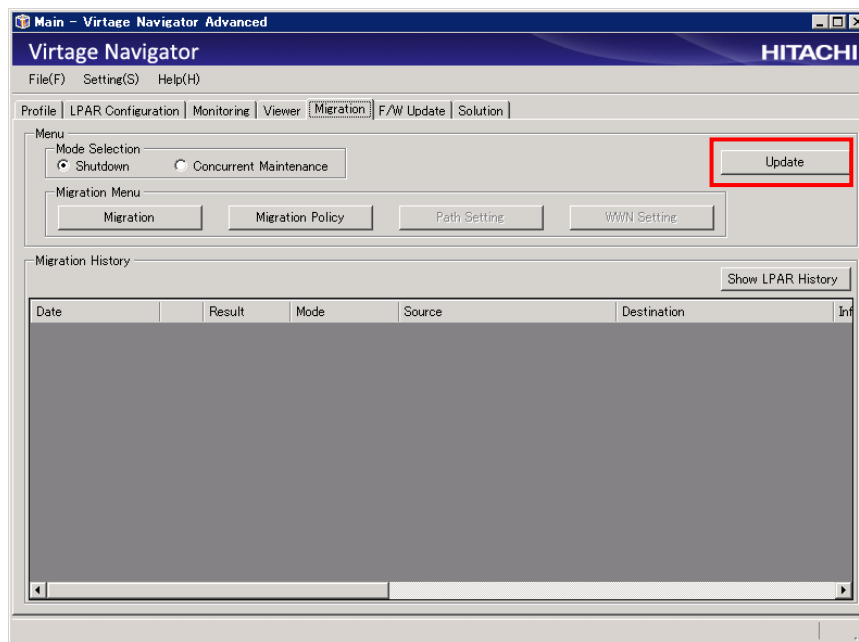 Main - Virtage Navigator Advanced
Virtage Navigator
HITACHI
File(F) Setting(S) Help(H)
Profile LPAR Configuration Monitoring Viewer Migration F/W Update Solution
Menu
Mode Selection
Shutdown Concurrent Maintenance
Update
Migration Menu
Migration Migration Policy Path Setting WWN Setting
Migration History
Show LPAR History
Date Result Mode Source Destination Inf